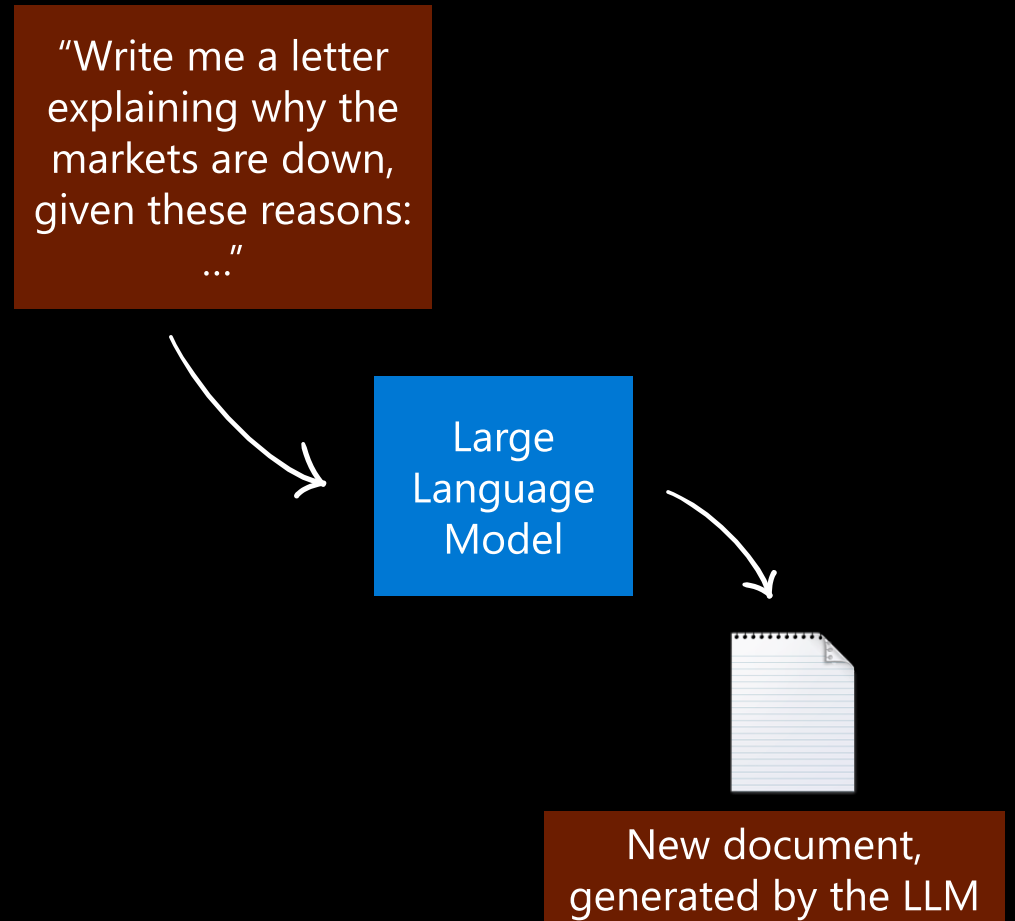 “Write me a letter
explaining why the
markets are down,
given these reasons:
…”
Large
Language
Model
New document,
generated by the LLM